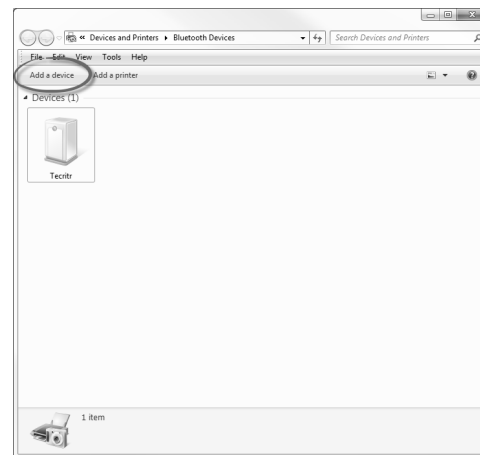 « Devices and Printers ▸ Bluetooth Devices
Search Devices and Printers
File Edit View Tools Help
Add a device Add a printer
Devices (1)
Tecritr
1 item